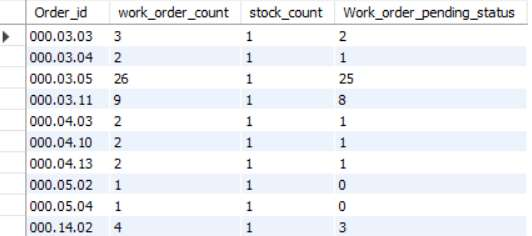 Order_id work_order_count stock_count Work_order_pending_status
000.03.03 3 1 2
000.03.04 2 1 1
000.03.05 26 1 25
000.03.11 9 1 8
000.04.03 2 1 1
000.04.10 2 1 1
000.04.13 2 1 1
000.05.02 1 1 0
000.05.04 1 1 0
000.14.02 4 1 3